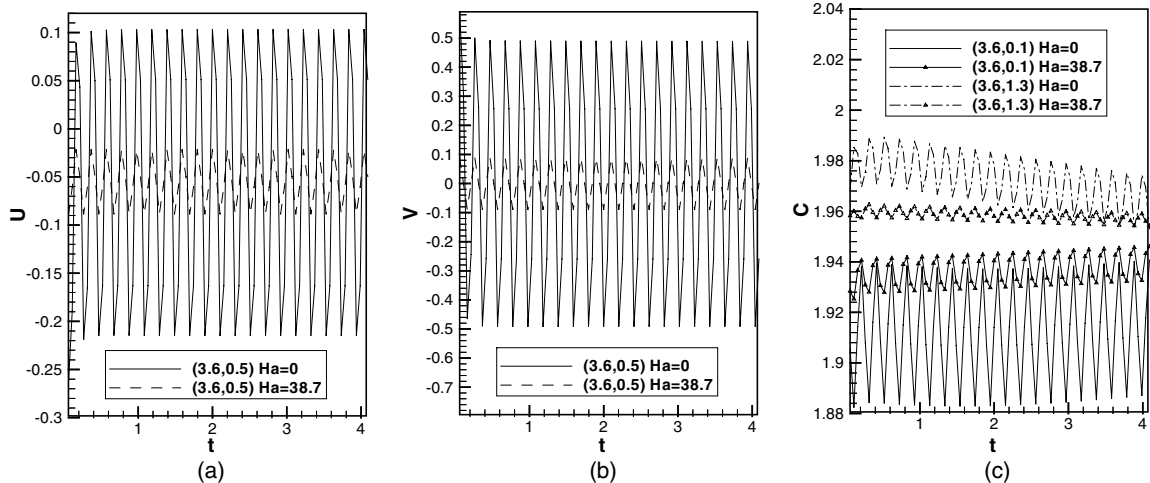 0.1
0.05
0
-0.05
-0.1
-0.15
-0.2
-0.25
-0.3
U
(3.6,0.5) Ha=0
(3.6,0.5) Ha=38.7
1 2 3 4
t
(a)
0.5
0.4
0.3
0.2
0.1
0
-0.1
-0.2
-0.3
-0.4
-0.5
-0.6
-0.7
V
(3.6,0.5) Ha=0
(3.6,0.5) Ha=38.7
1 2 3 4
t
(b)
2.04
2.02
2
1.98
1.96
1.94
1.92
1.9
1.88
C
(3.6,0.1) Ha=0
(3.6,0.1) Ha=38.7
(3.6,1.3) Ha=0
(3.6,1.3) Ha=38.7
1 2 3 4
t
(c)